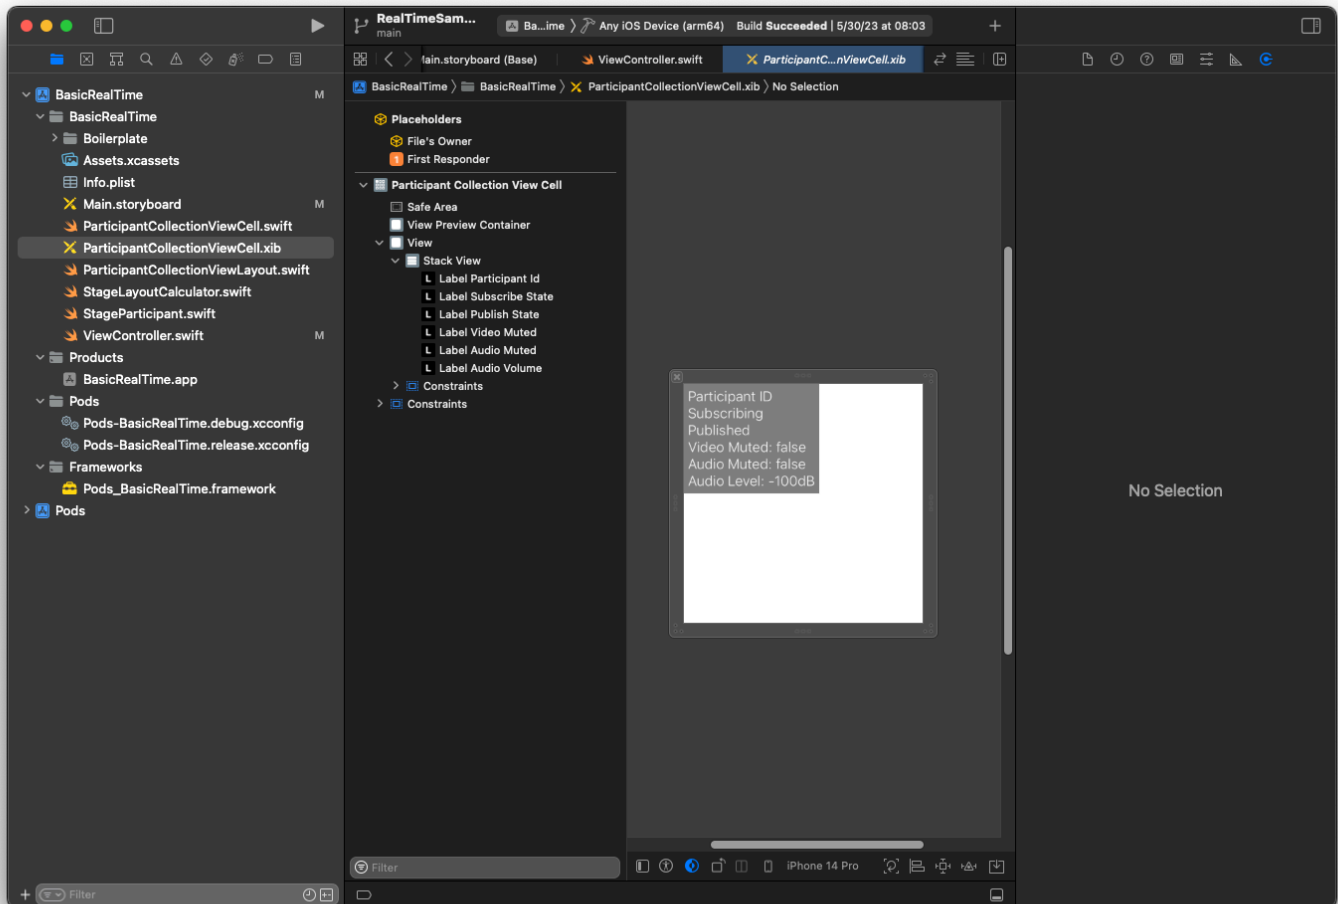 RealTimeSam...
main
Ba...ime 〉 Any iOS Device (arm64) Build Succeeded | 5/30/23 at 08:03
BasicRealTime M
BasicRealTime
Boilerplate
Assets.xcassets
Info.plist
Main.storyboard M
ParticipantCollectionViewCell.swift
ParticipantCollectionViewCell.xib
ParticipantCollectionViewLayout.swift
StageLayoutCalculator.swift
StageParticipant.swift
ViewController.swift M
Products
BasicRealTime.app
Pods
Pods-BasicRealTime.debug.xcconfig
Pods-BasicRealTime.release.xcconfig
Frameworks
Pods_BasicRealTime.framework
Pods
Filter
Main.storyboard (Base) ViewController.swift ParticipantC...nViewCell.xib
BasicRealTime 〉 BasicRealTime 〉 ParticipantCollectionViewCell.xib 〉 No Selection
Placeholders
File's Owner
1 First Responder
Participant Collection View Cell
Safe Area
View Preview Container
View
Stack View
L Label Participant Id
L Label Subscribe State
L Label Publish State
L Label Video Muted
L Label Audio Muted
L Label Audio Volume
Constraints
Constraints
Filter
Participant ID
Subscribing
Published
Video Muted: false
Audio Muted: false
Audio Level: -100dB
iPhone 14 Pro
No Selection